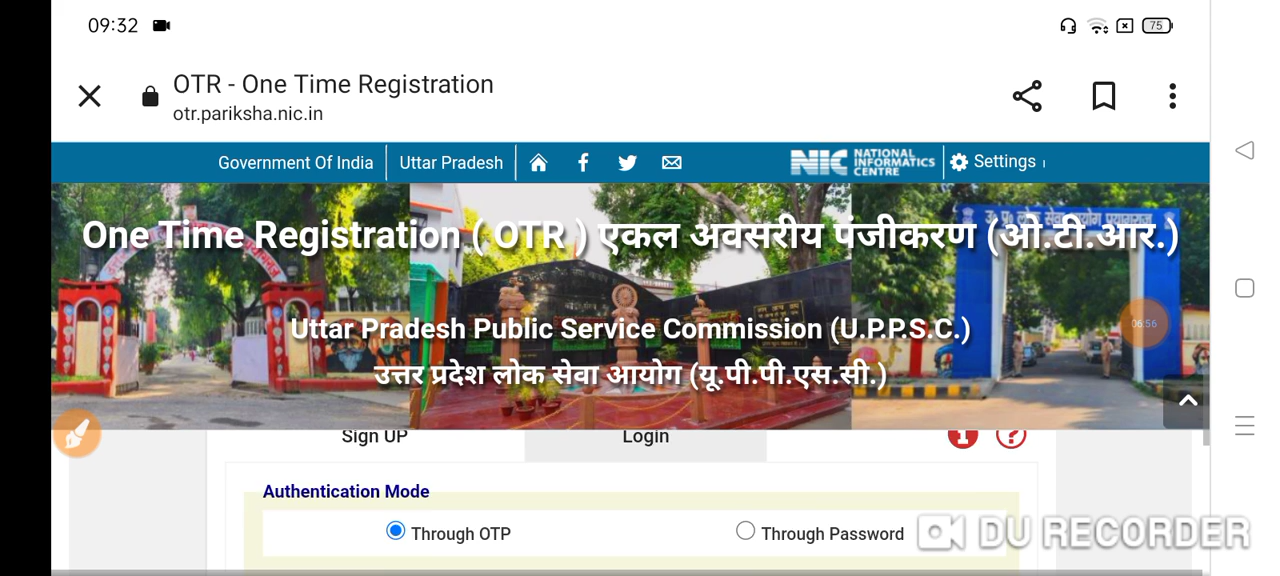 09:32
75
OTR - One Time Registration
otr.pariksha.nic.in
Government Of India Uttar Pradesh NIC NATIONAL INFORMATICS CENTRE Settings
One Time Registration ( OTR ) एकल अवसरीय पंजीकरण (ओ.टी.आर.)
Uttar Pradesh Public Service Commission (U.P.P.S.C.)
06:56
उत्तर प्रदेश लोक सेवा आयोग (यू.पी.पी.एस.सी.)
Sign UP Login
Authentication Mode
Through OTP Through Password
DU RECORDER